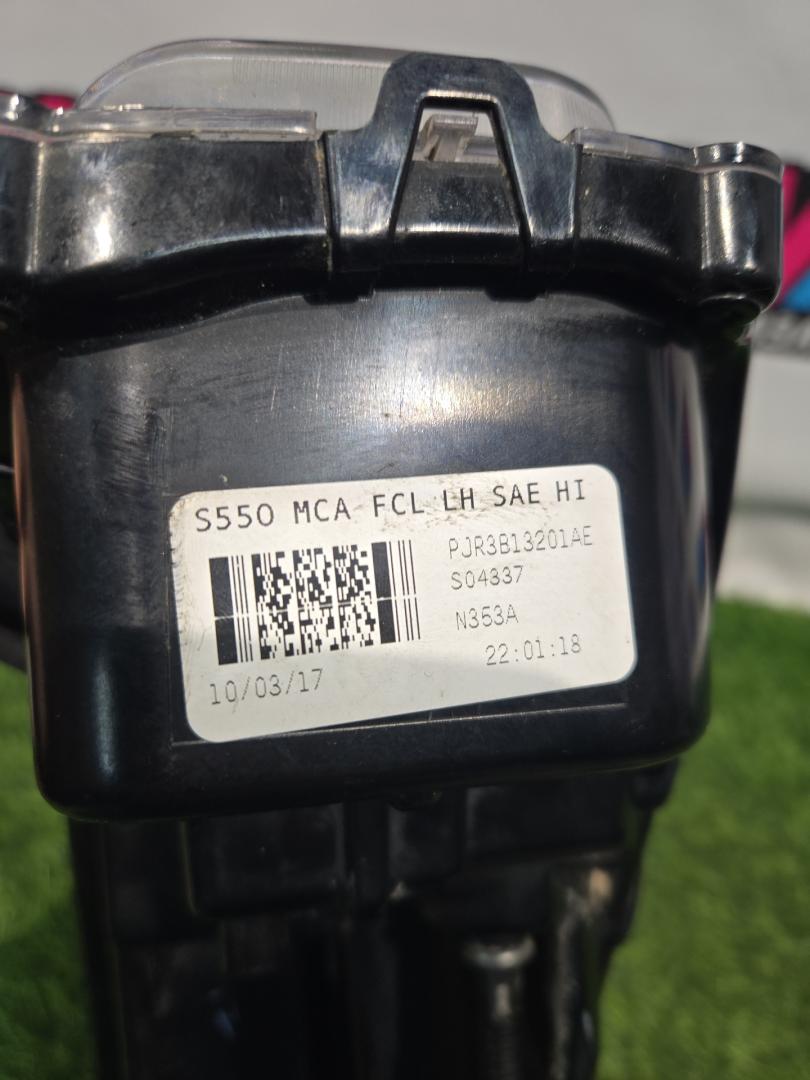 S550 MCA FCL LH SAE HI
PJR3B13201AE
S04337
N353A
22:01:18
10/03/17